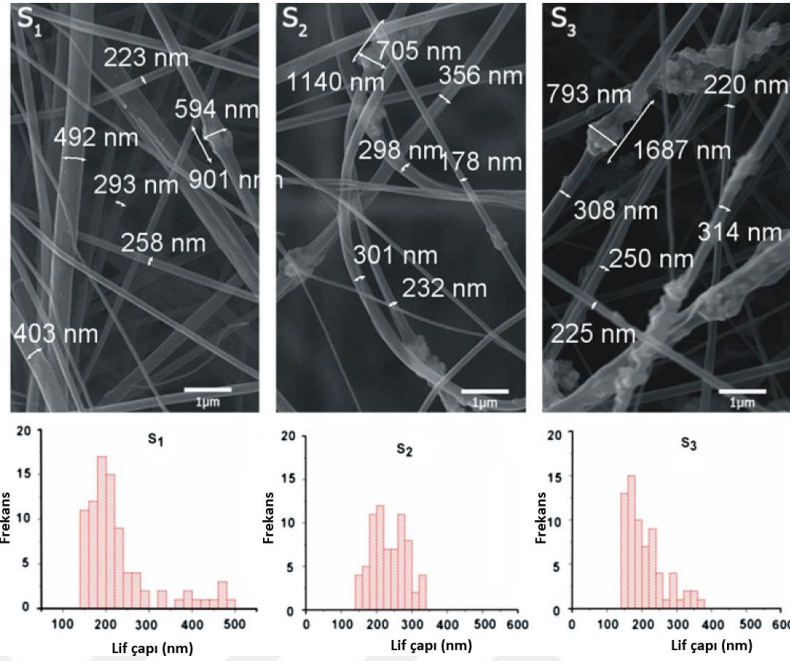 S1
223 nm
594 nm
492 nm
293 nm
901 nm
258 nm
403 nm
1µm
S2
705 nm
1140 nm
356 nm
298 nm
178 nm
301 nm
232 nm
1µm
S3
793 nm
220 nm
1687 nm
308 nm
314 nm
250 nm
225 nm
1µm
S1
20
15
10
5
0
100 200 300 400 500
Frekans
Lif çapı (nm)
S2
20
15
10
5
0
0 100 200 300 400 500 600
Frekans
Lif çapı (nm)
S3
20
15
10
5
0
0 100 200 300 400 500 600
Frekans
Lif çapı (nm)